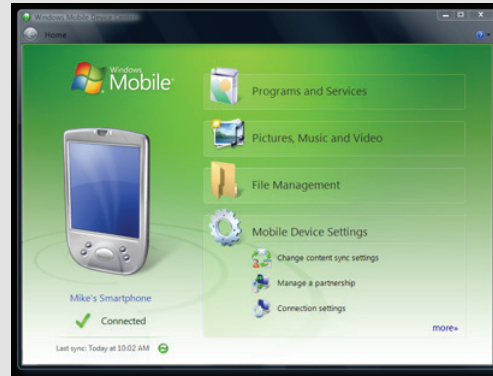 Windows Mobile Device Center
Home
Windows
Mobile
Programs and Services
Pictures, Music and Video
File Management
Mobile Device Settings
Change content sync settings
Manage a partnership
Connection settings
more»
Mike's Smartphone
Connected
Last sync: Today at 10:02 AM